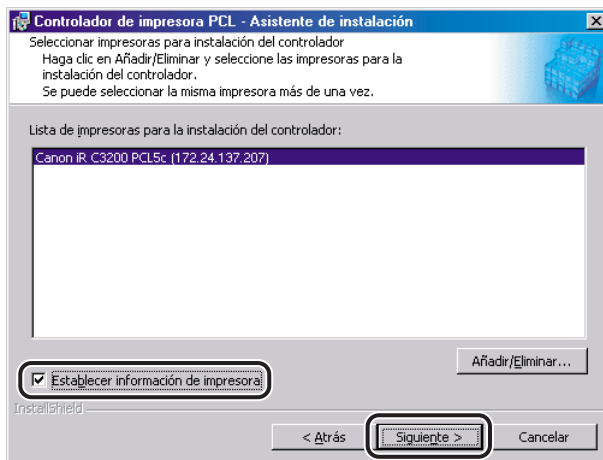 Controlador de impresora PCL - Asistente de instalación
Seleccionar impresoras para instalación del controlador
Haga clic en Añadir/Eliminar y seleccione las impresoras para la
instalación del controlador.
Se puede seleccionar la misma impresora más de una vez.
Lista de impresoras para la instalación del controlador:
Canon iR C3200 PCL5c (172.24.137.207)
Añadir/Eliminar...
Establecer información de impresora
InstallShield
< Atrás
Siguiente >
Cancelar